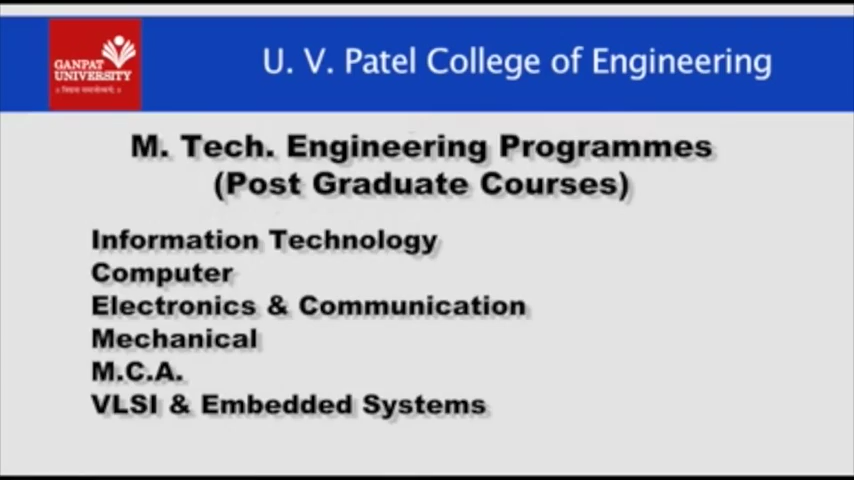 GANPAT
UNIVERSITY
U. V. Patel College of Engineering
M. Tech. Engineering Programmes
(Post Graduate Courses)
Information Technology
Computer
Electronics & Communication
Mechanical
M.C.A.
VLSI & Embedded Systems